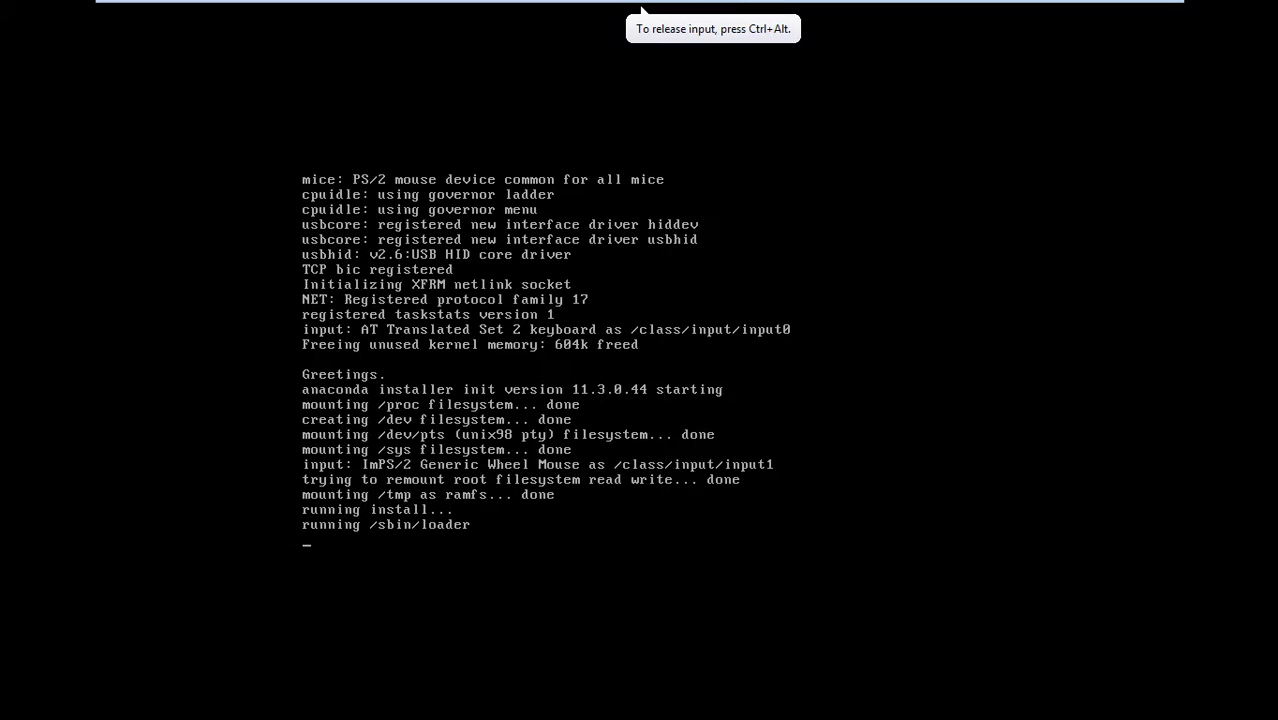 To release input, press Ctrl+Alt.
mice: PS/2 mouse device common for all mice
cpuidle: using governor ladder
cpuidle: using governor menu
usbcore: registered new interface driver hiddev
usbcore: registered new interface driver usbhid
usbhid: v2.6:USB HID core driver
TCP bic registered
Initializing XFRM netlink socket
NET: Registered protocol family 17
registered taskstats version 1
input: AT Translated Set 2 keyboard as /class/input/input0
Freeing unused kernel memory: 604k freed
Greetings.
anaconda installer init version 11.3.0.44 starting
mounting /proc filesystem... done
creating /dev filesystem... done
mounting /dev/pts (unix98 pty) filesystem... done
mounting /sys filesystem... done
input: ImPS/2 Generic Wheel Mouse as /class/input/input1
trying to remount root filesystem read write... done
mounting /tmp as ramfs... done
running install...
running /sbin/loader